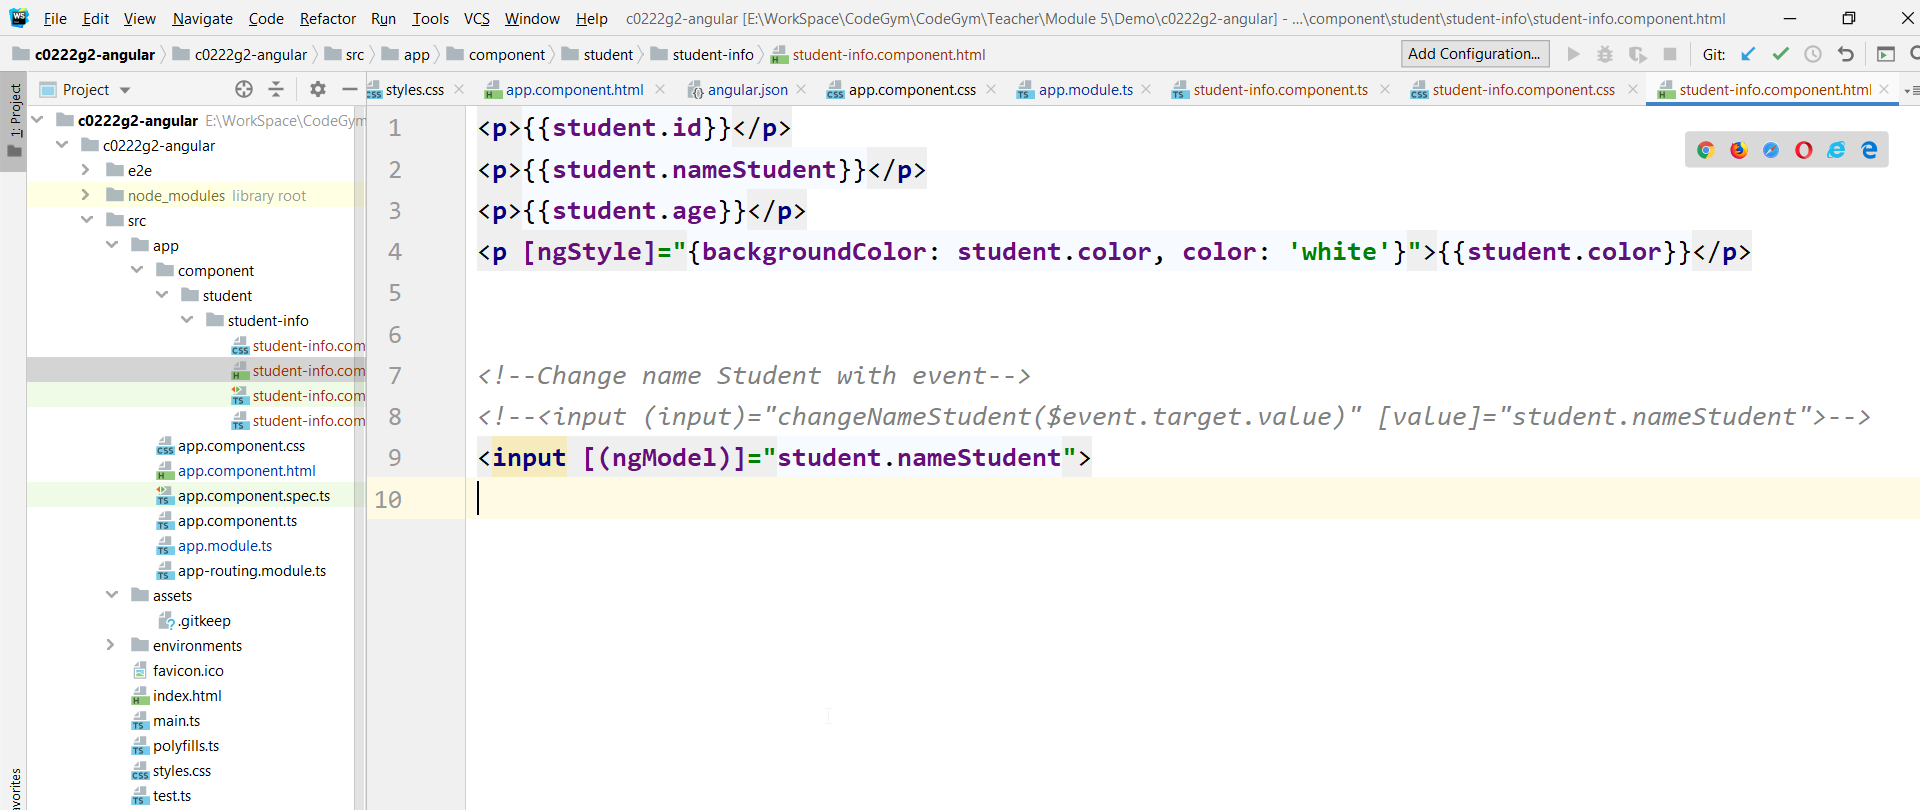 File Edit View Navigate Code Refactor Run Tools VCS Window Help c0222g2-angular [E:\WorkSpace\CodeGym\CodeGym\Teacher\Module 5\Demo\c0222g2-angular] - ...\component\student\student-info\student-info.component.html
c0222g2-angular c0222g2-angular src app component student student-info student-info.component.html Add Configuration... Git:
Project styles.css app.component.html angular.json app.component.css app.module.ts student-info.component.ts student-info.component.css student-info.component.html
1: Project
c0222g2-angular E:\WorkSpace\CodeGym
c0222g2-angular
e2e
node_modules library root
src
app
component
student
student-info
student-info.com
student-info.com
student-info.com
student-info.com
app.component.css
app.component.html
app.component.spec.ts
app.component.ts
app.module.ts
app-routing.module.ts
assets
.gitkeep
environments
favicon.ico
index.html
main.ts
polyfills.ts
styles.css
test.ts
1 <p>{{student.id}}</p>
2 <p>{{student.nameStudent}}</p>
3 <p>{{student.age}}</p>
4 <p [ngStyle]="{backgroundColor: student.color, color: 'white'}">{{student.color}}</p>
5
6
7 <!--Change name Student with event-->
8 <!--<input (input)="changeNameStudent($event.target.value)" [value]="student.nameStudent">-->
9 <input [(ngModel)]="student.nameStudent">
10